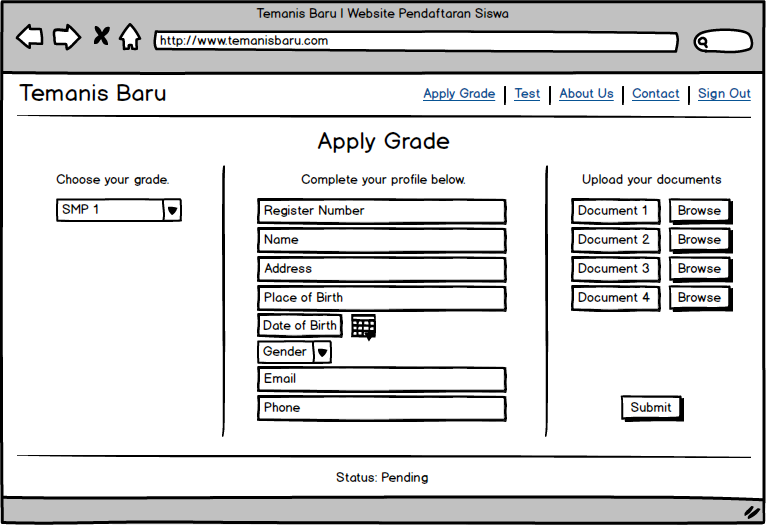 Temanis Baru | Website Pendaftaran Siswa
http://www.temanisbaru.com
Temanis Baru
Apply Grade | Test | About Us | Contact | Sign Out
Apply Grade
Choose your grade.
SMP 1
Complete your profile below.
Register Number
Name
Address
Place of Birth
Date of Birth
Gender
Email
Phone
Upload your documents
Document 1 Browse
Document 2 Browse
Document 3 Browse
Document 4 Browse
Submit
Status: Pending